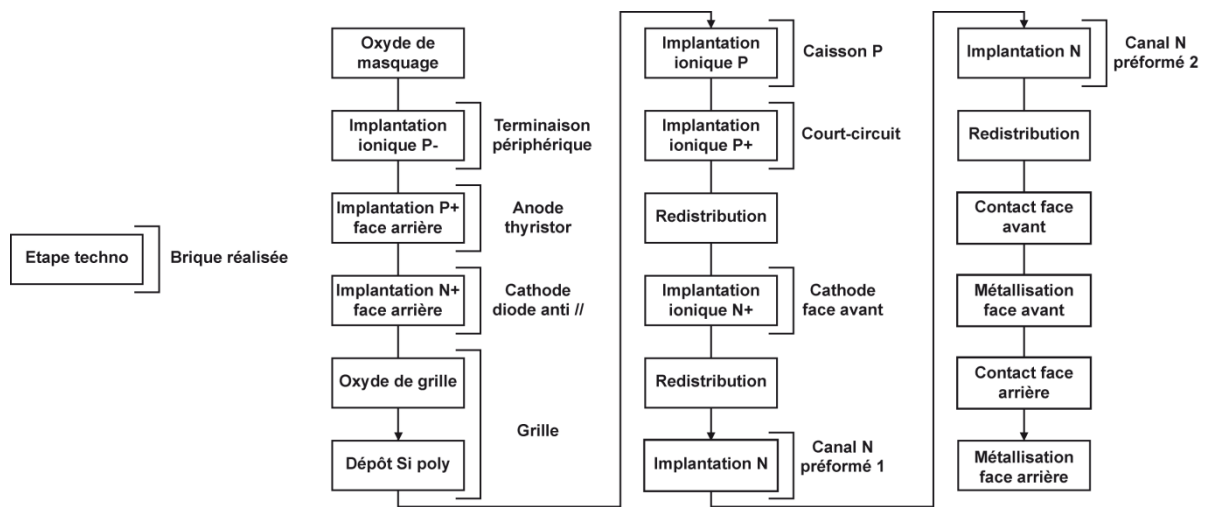 Etape techno
Brique réalisée
Oxyde de
masquage
Implantation
ionique P-
Terminaison
périphérique
Implantation P+
face arrière
Anode
thyristor
Implantation N+
face arrière
Cathode
diode anti //
Oxyde de grille
Grille
Dépôt Si poly
Implantation
ionique P
Caisson P
Implantation
ionique P+
Court-circuit
Redistribution
Implantation
ionique N+
Cathode
face avant
Redistribution
Implantation N
Canal N
préformé 1
Implantation N
Canal N
préformé 2
Redistribution
Contact face
avant
Métallisation
face avant
Contact face
arrière
Métallisation
face arrière